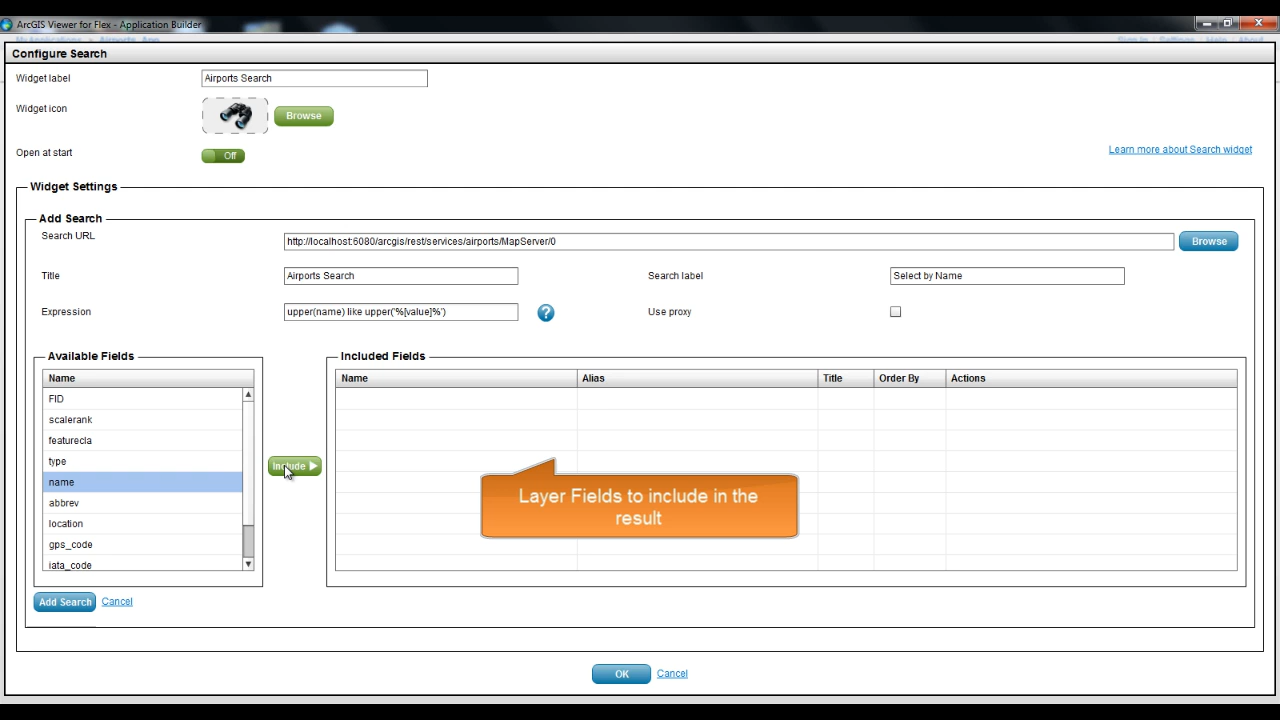 ArcGIS Viewer for Flex - Application Builder
Configure Search
Widget label
Airports Search
Widget icon
Browse
Open at start
Off
Learn more about Search widget
Widget Settings
Add Search
Search URL
http://localhost:6080/arcgis/rest/services/airports/MapServer/0
Browse
Title
Airports Search
Search label
Select by Name
Expression
upper(name) like upper('%[value]%')
?
Use proxy
Available Fields
Name
FID
scalerank
featurecla
type
name
abbrev
location
gps_code
iata_code
Include
Included Fields
Name Alias Title Order By Actions
Layer Fields to include in the
result
Add Search
Cancel
OK
Cancel